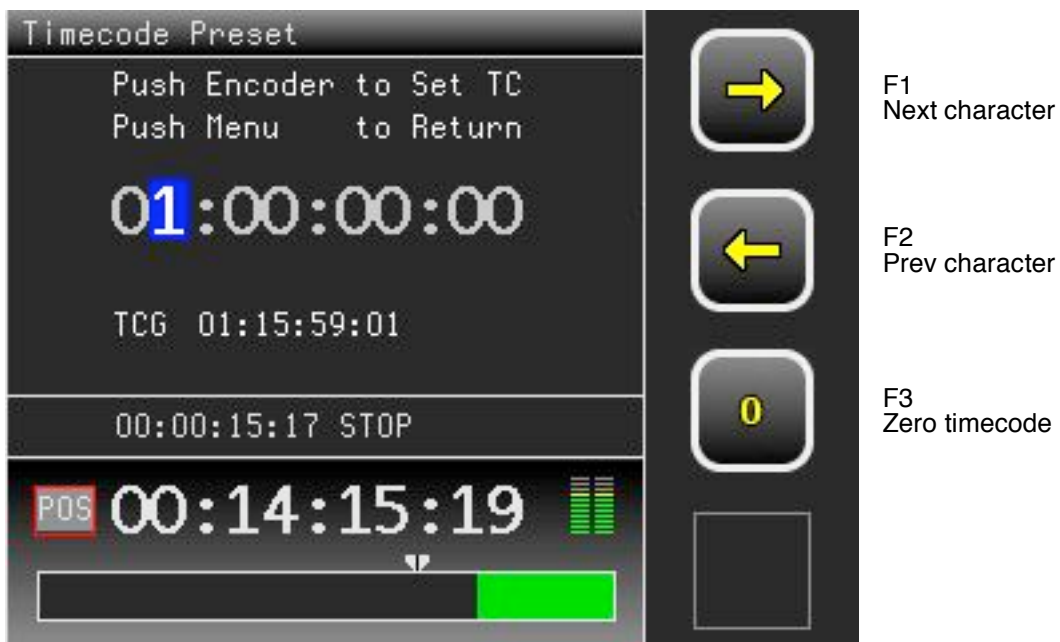 Timecode Preset
Push Encoder to Set TC
Push Menu to Return
01:00:00:00
TCG 01:15:59:01
00:00:15:17 STOP
POS 00:14:15:19
F1
Next character
F2
Prev character
0
F3
Zero timecode